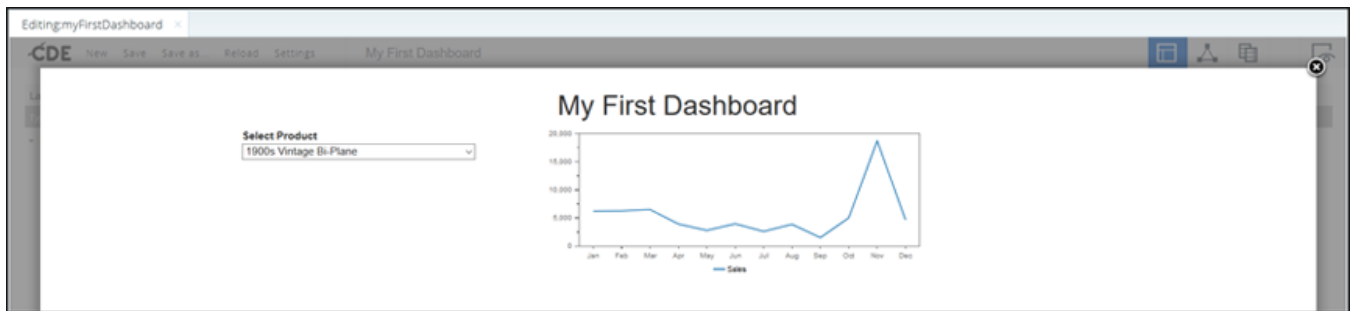 Editing:myFirstDashboard ×
CDE New Save Save as... Reload Settings My First Dashboard
My First Dashboard
Select Product
1900s Vintage Bi-Plane
20,000
15,000
10,000
5,000
0
Jan Feb Mar Apr May Jun Jul Aug Sep Oct Nov Dec
Sales